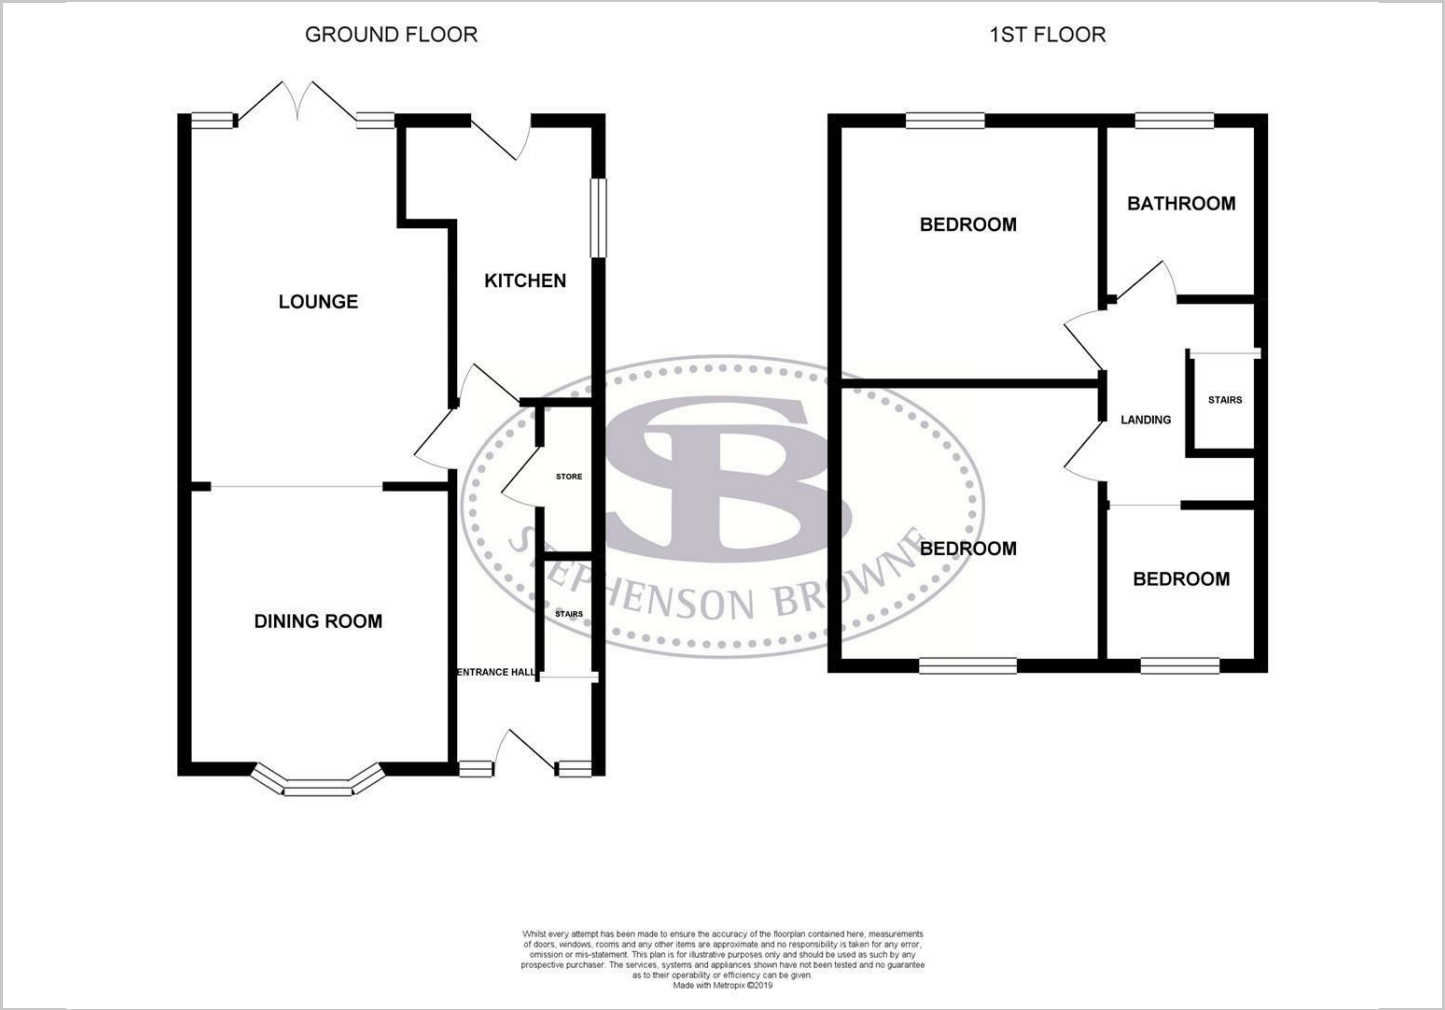 GROUND FLOOR
1ST FLOOR
BEDROOM
BATHROOM
LOUNGE
KITCHEN
STAIRS
LANDING
STORE
SB
STEPHENSON BROWNE
BEDROOM
BEDROOM
DINING ROOM
STAIRS
ENTRANCE HALL
Whilst every attempt has been made to ensure the accuracy of the floorplan contained here, measurements
of doors, windows, rooms and any other items are approximate and no responsibility is taken for any error,
omission or mis-statement. This plan is for illustrative purposes only and should be used as such by any
prospective purchaser. The services, systems and appliances shown have not been tested and no guarantee
as to their operability or efficiency can be given.
Made with Metropix ©2019